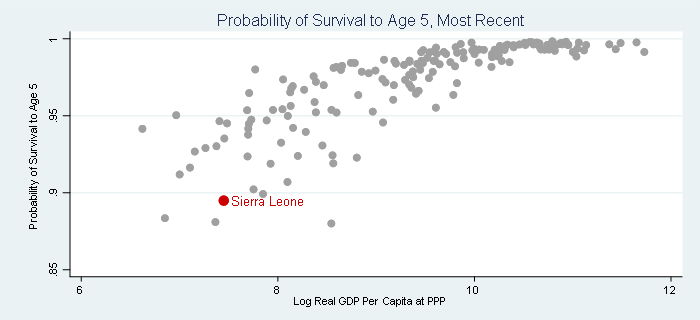 Probability of Survival to Age 5, Most Recent
Probability of Survival to Age 5
1
.95
.9
.85
Sierra Leone
6
8
10
12
Log Real GDP Per Capita at PPP